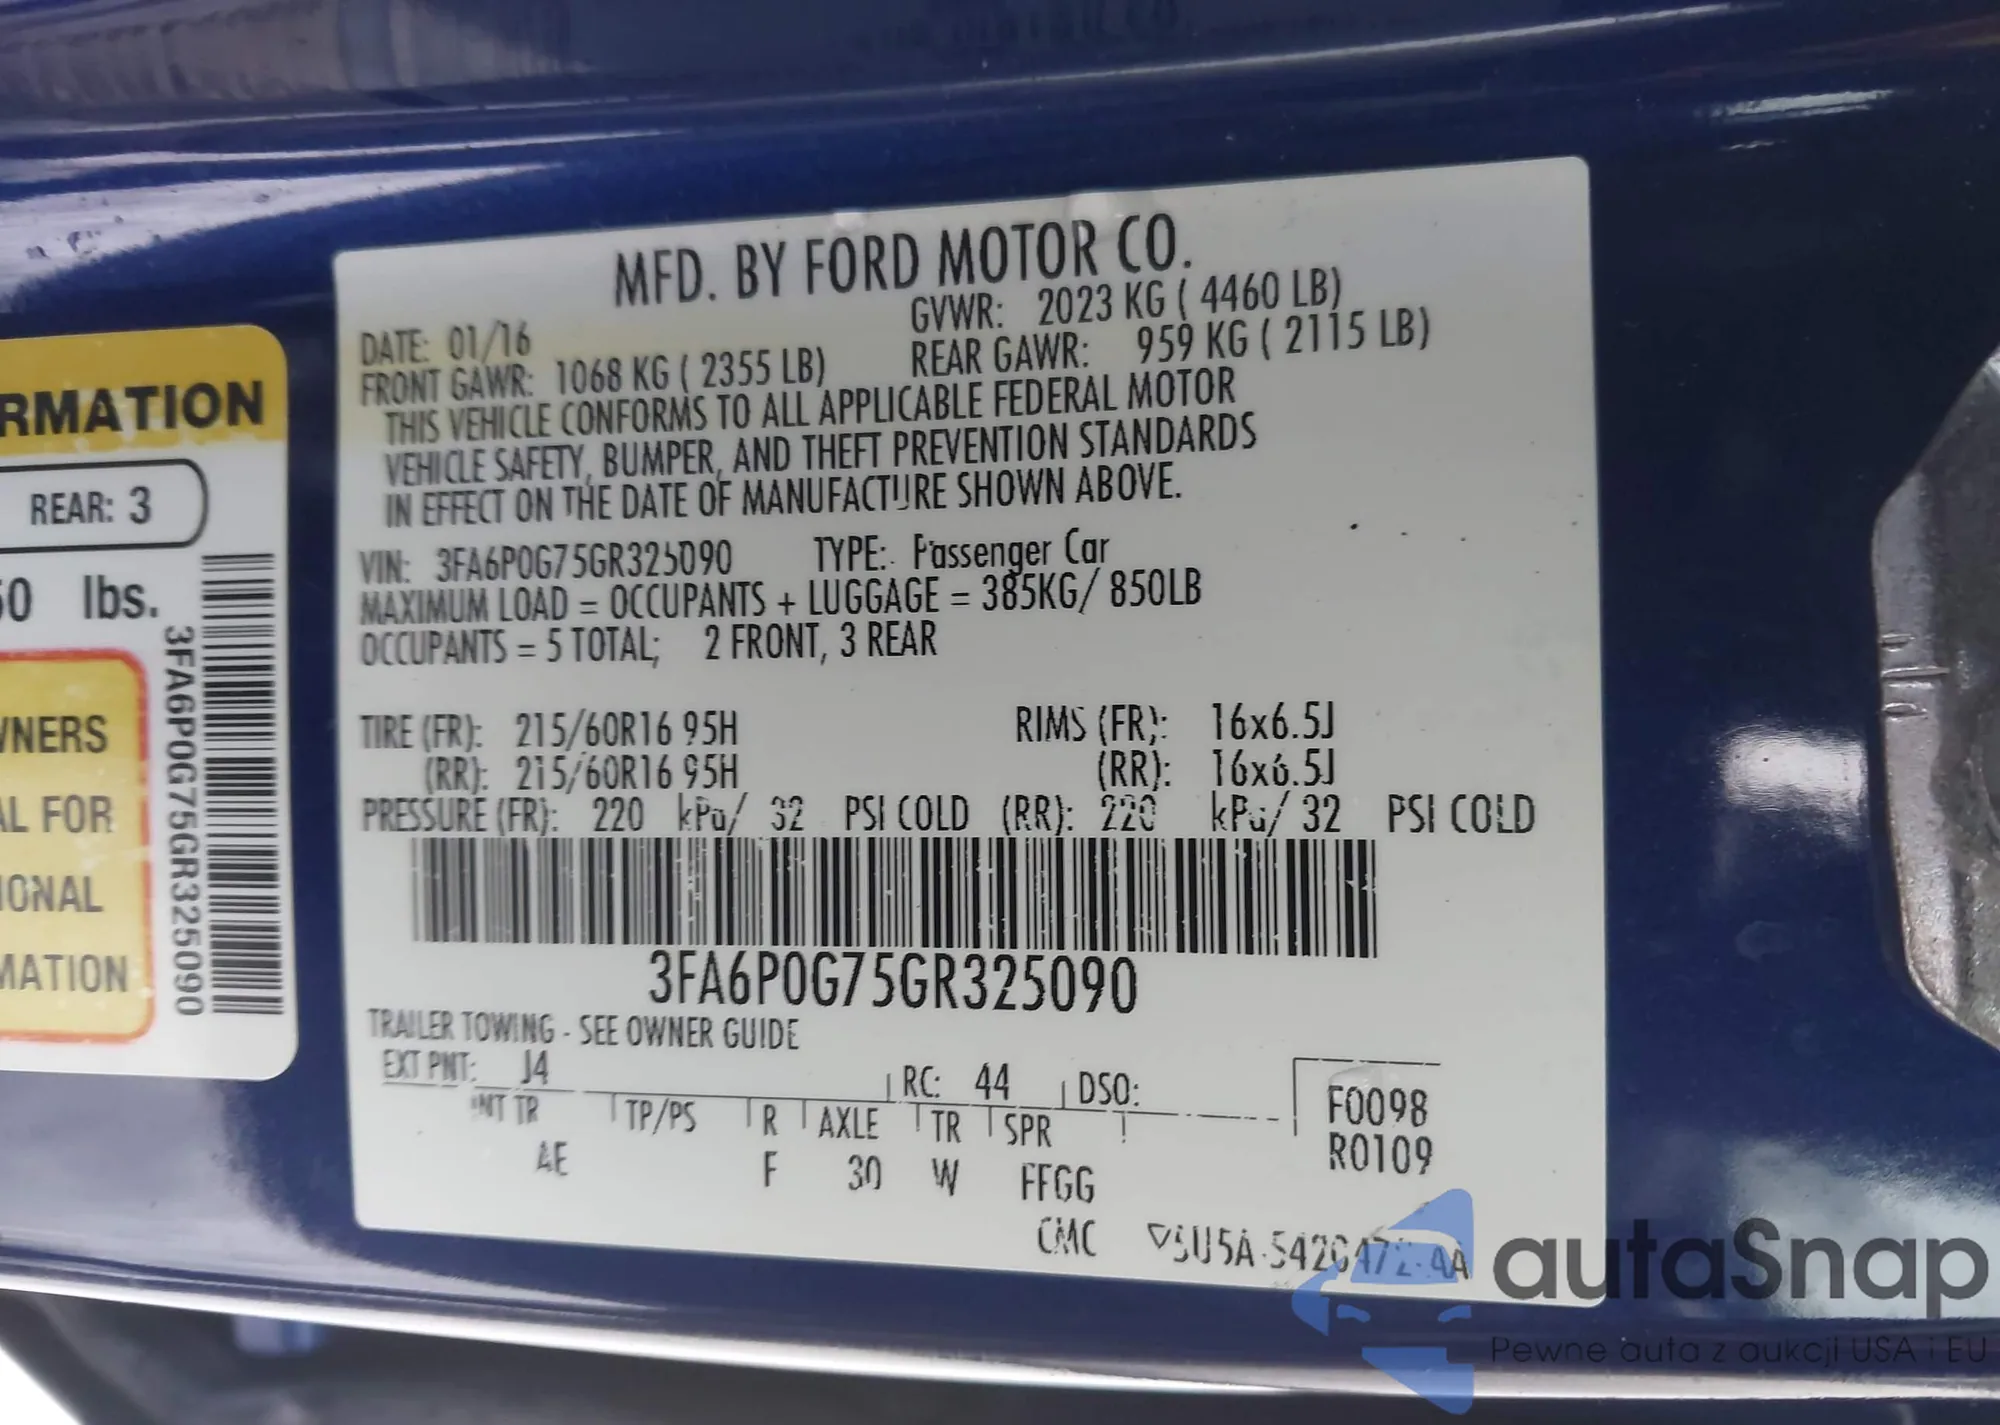 RMATION
REAR: 3
50 lbs.
WNERS
AL FOR
IONAL
MATION
3FA6P0G75GR325090
MFD. BY FORD MOTOR CO.
DATE: 01/16 GVWR: 2023 KG ( 4460 LB)
FRONT GAWR: 1068 KG ( 2355 LB) REAR GAWR: 959 KG ( 2115 LB)
THIS VEHICLE CONFORMS TO ALL APPLICABLE FEDERAL MOTOR
VEHICLE SAFETY, BUMPER, AND THEFT PREVENTION STANDARDS
IN EFFECT ON THE DATE OF MANUFACTURE SHOWN ABOVE.
VIN: 3FA6P0G75GR325090 TYPE: Passenger Car
MAXIMUM LOAD = OCCUPANTS + LUGGAGE = 385KG/ 850LB
OCCUPANTS = 5 TOTAL; 2 FRONT, 3 REAR
TIRE (FR): 215/60R16 95H RIMS (FR): 16x6.5J
(RR): 215/60R16 95H (RR): 16x6.5J
PRESSURE (FR): 220 kPa/ 32 PSI COLD (RR): 220 kPa/ 32 PSI COLD
3FA6P0G75GR325090
TRAILER TOWING - SEE OWNER GUIDE
EXT PNT: J4 RC: 44 DSO:
INT TR TP/PS R AXLE TR SPR
AE F 30 W FFGG
F0098
R0109
CMC
autaSnap
Pewne auta z aukcji USA i EU